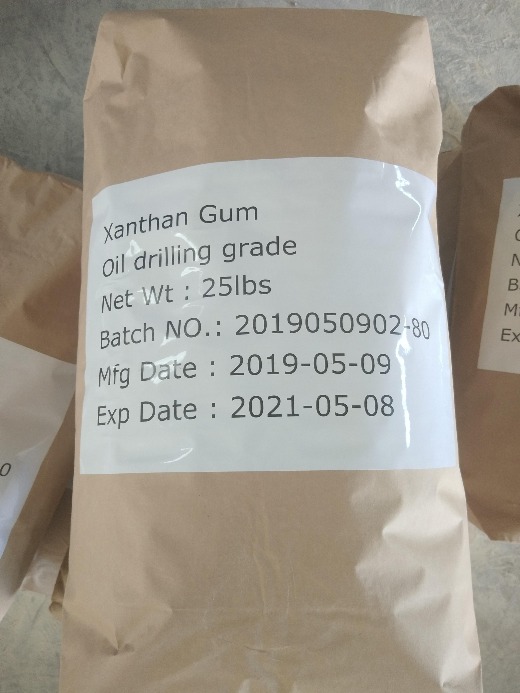 Xanthan Gum
Oil drilling grade
Net Wt : 25lbs
Batch NO.: 2019050902-80
Mfg Date : 2019-05-09
Exp Date : 2021-05-08